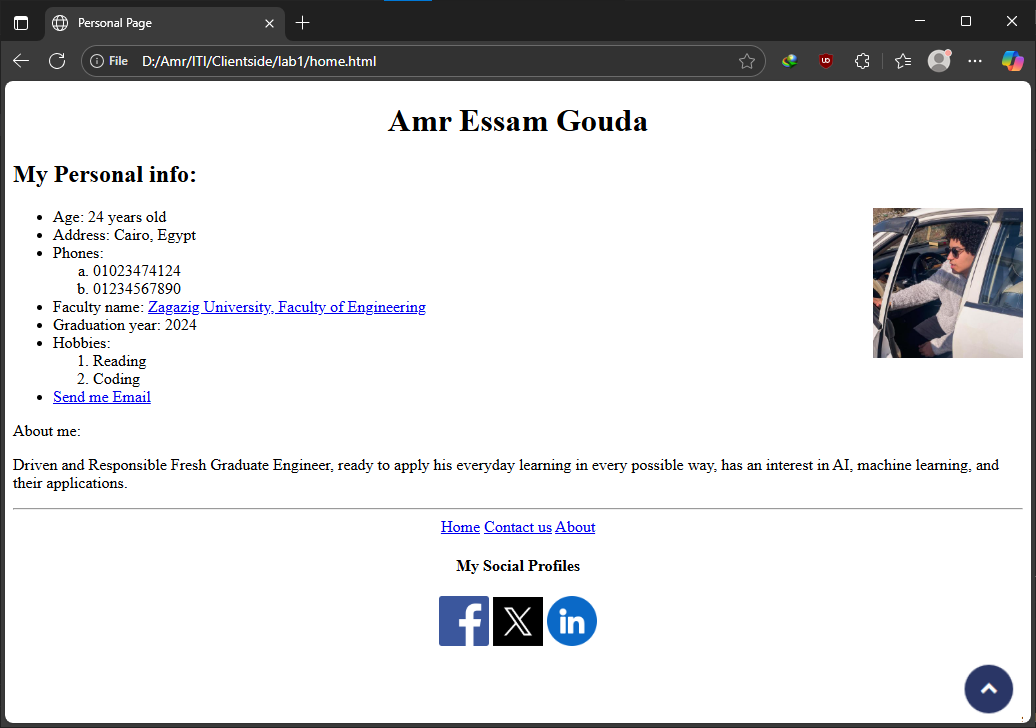 Personal Page
File D:/Amr/ITI/Clientside/lab1/home.html
UD
Amr Essam Gouda
My Personal info:
• Age: 24 years old
• Address: Cairo, Egypt
• Phones:
a. 01023474124
b. 01234567890
• Faculty name: Zagazig University, Faculty of Engineering
• Graduation year: 2024
• Hobbies:
1. Reading
2. Coding
• Send me Email
About me:
Driven and Responsible Fresh Graduate Engineer, ready to apply his everyday learning in every possible way, has an interest in AI, machine learning, and
their applications.
Home Contact us About
My Social Profiles
f X in